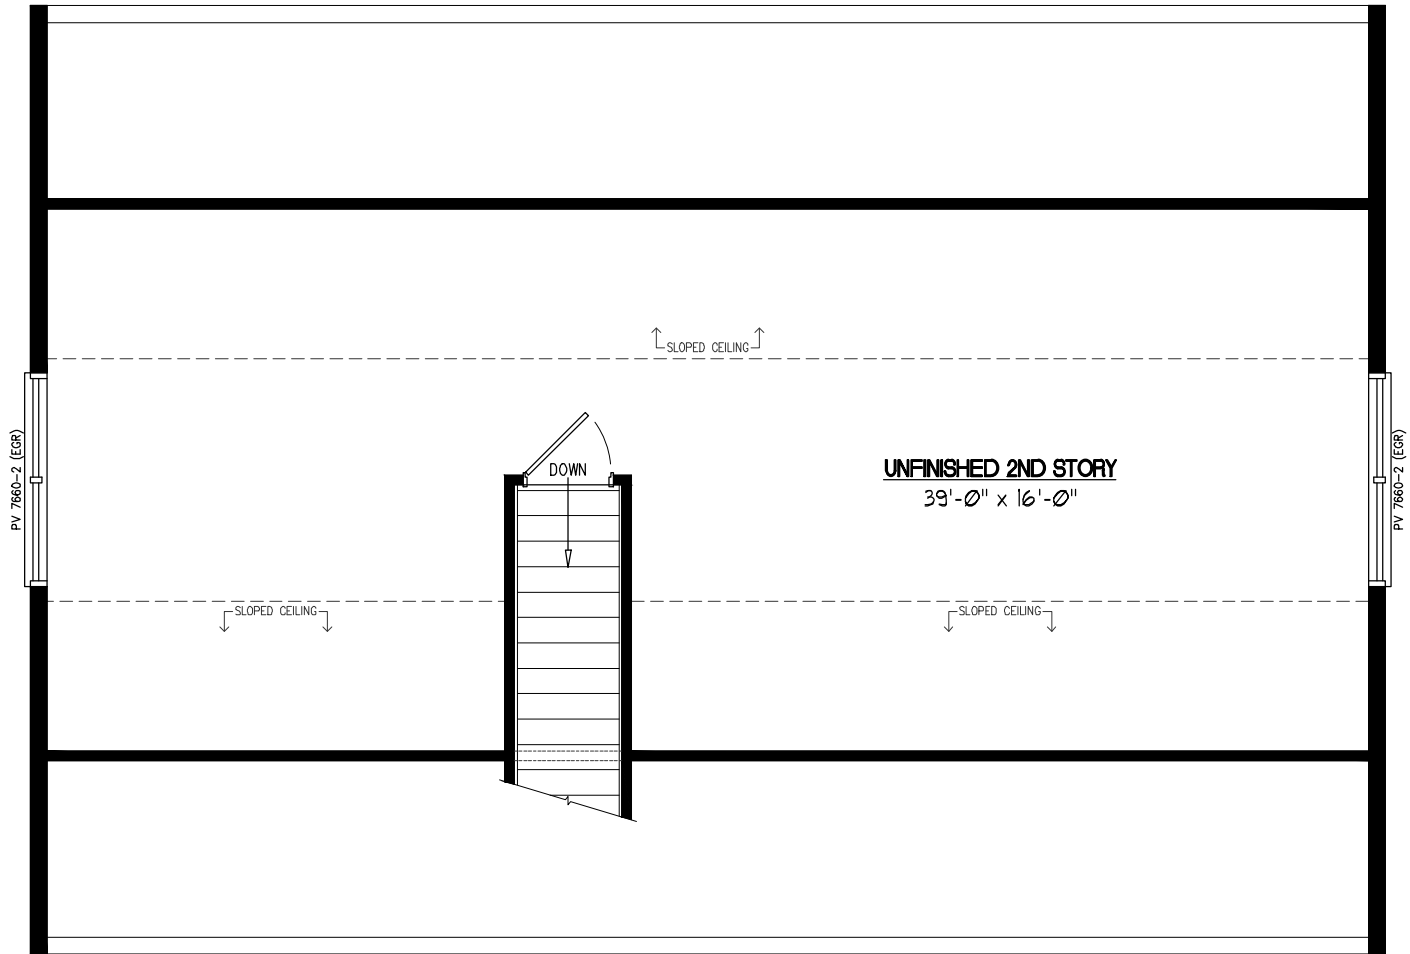 SLOPED CEILING
PV 7660-2 (EGR)
DOWN
UNFINISHED 2ND STORY
39'-0" x 16'-0"
PV 7660-2 (EGR)
SLOPED CEILING
SLOPED CEILING